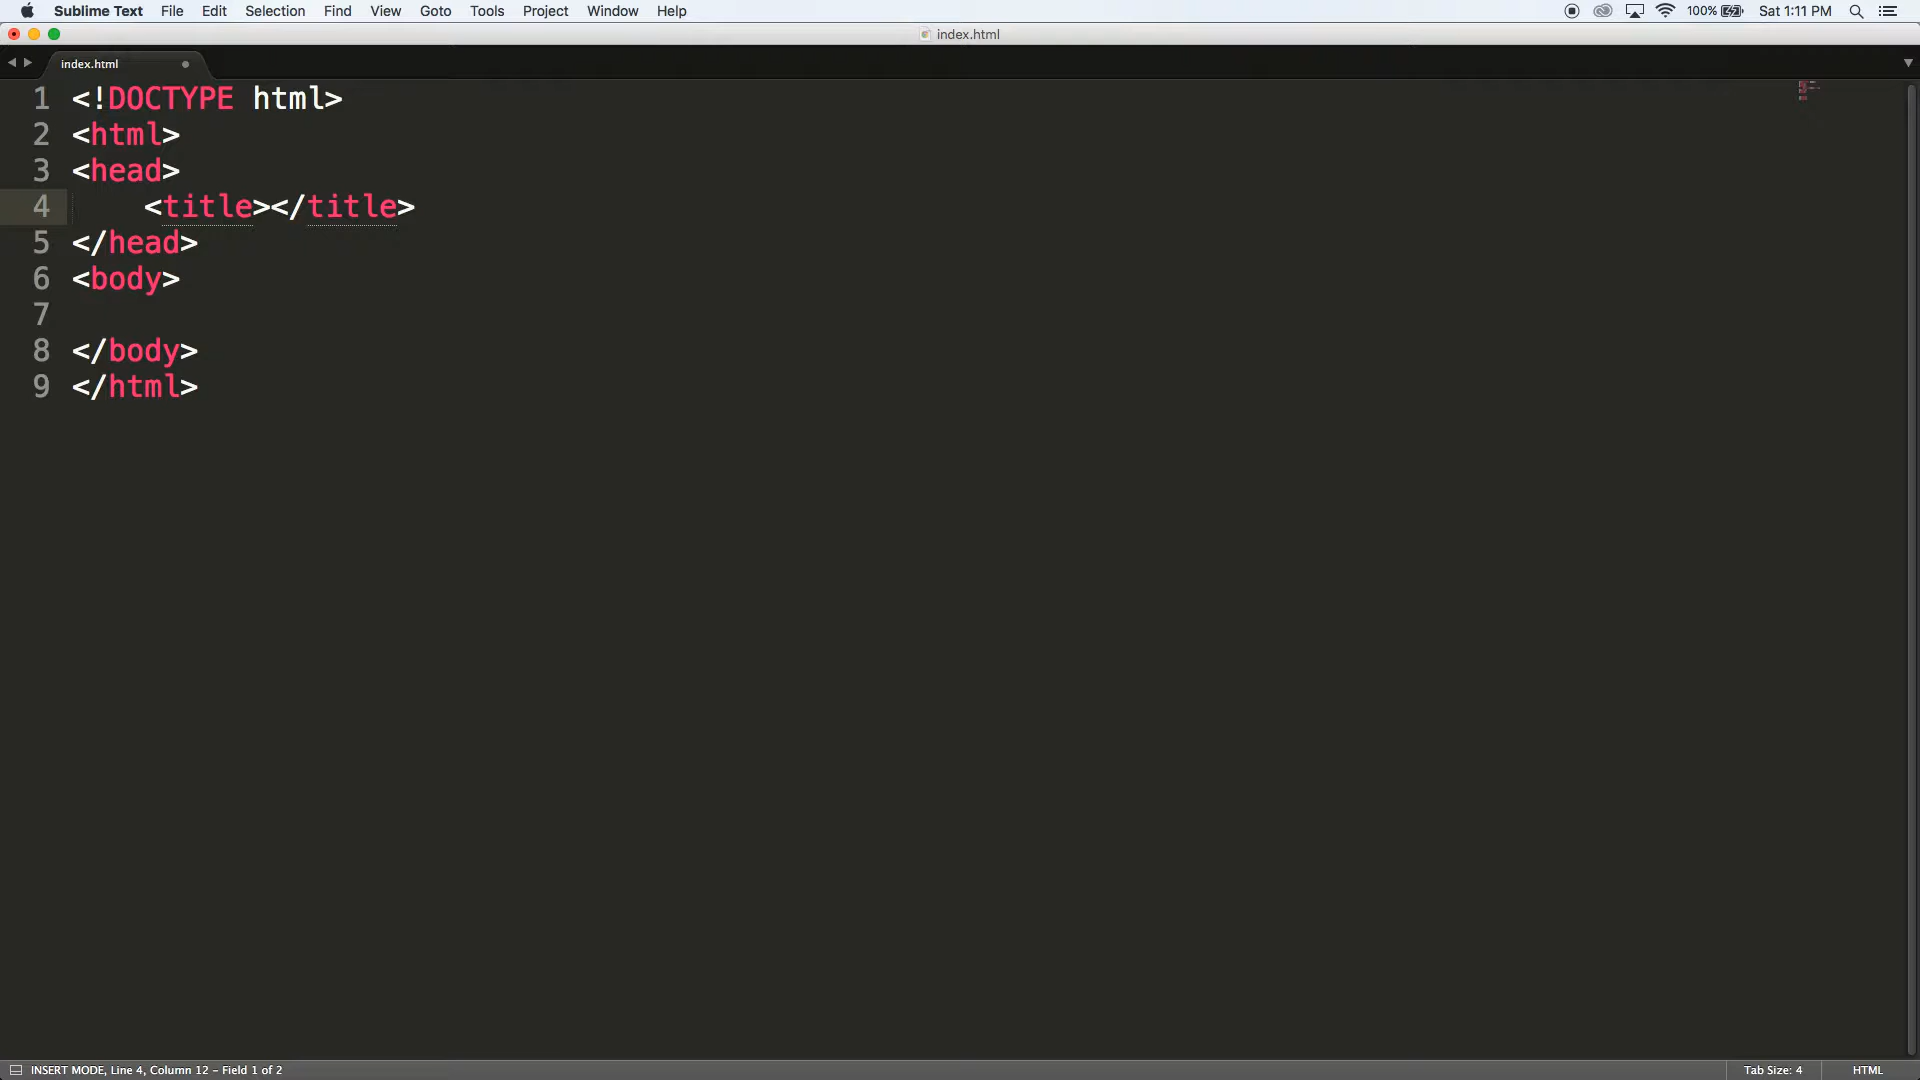 Sublime Text File Edit Selection Find View Goto Tools Project Window Help 100% Sat 1:11 PM
index.html
index.html
1 <!DOCTYPE html>
2 <html>
3 <head>
4     <title></title>
5 </head>
6 <body>
7
8 </body>
9 </html>
INSERT MODE, Line 4, Column 12 – Field 1 of 2 Tab Size: 4 HTML